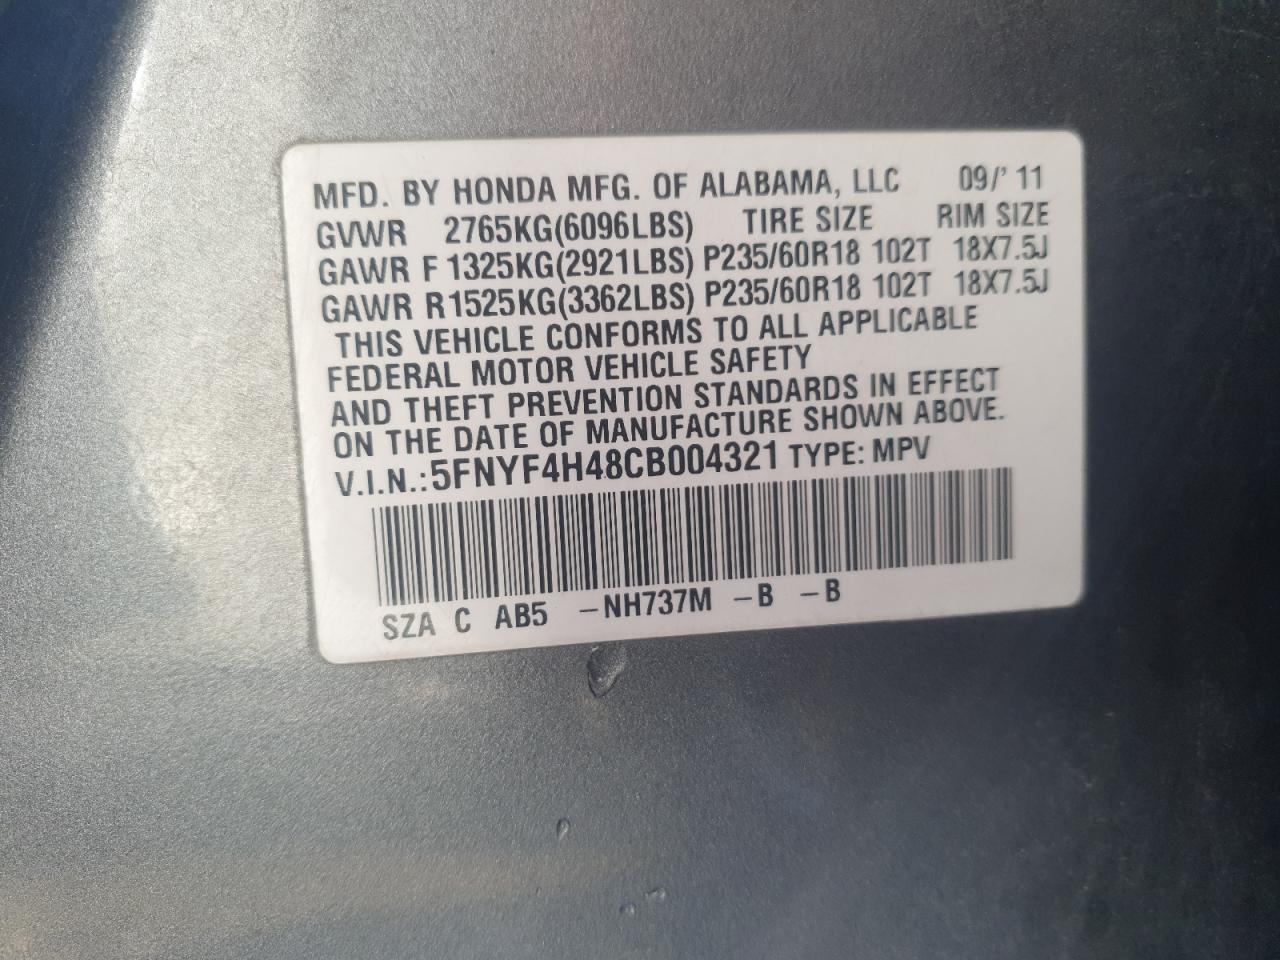 MFD. BY HONDA MFG. OF ALABAMA, LLC 09/' 11
GVWR 2765KG(6096LBS) TIRE SIZE RIM SIZE
GAWR F 1325KG(2921LBS) P235/60R18 102T 18X7.5J
GAWR R1525KG(3362LBS) P235/60R18 102T 18X7.5J
THIS VEHICLE CONFORMS TO ALL APPLICABLE
FEDERAL MOTOR VEHICLE SAFETY
AND THEFT PREVENTION STANDARDS IN EFFECT
ON THE DATE OF MANUFACTURE SHOWN ABOVE.
V.I.N.:5FNYF4H48CB004321 TYPE: MPV
SZA C AB5 -NH737M -B -B